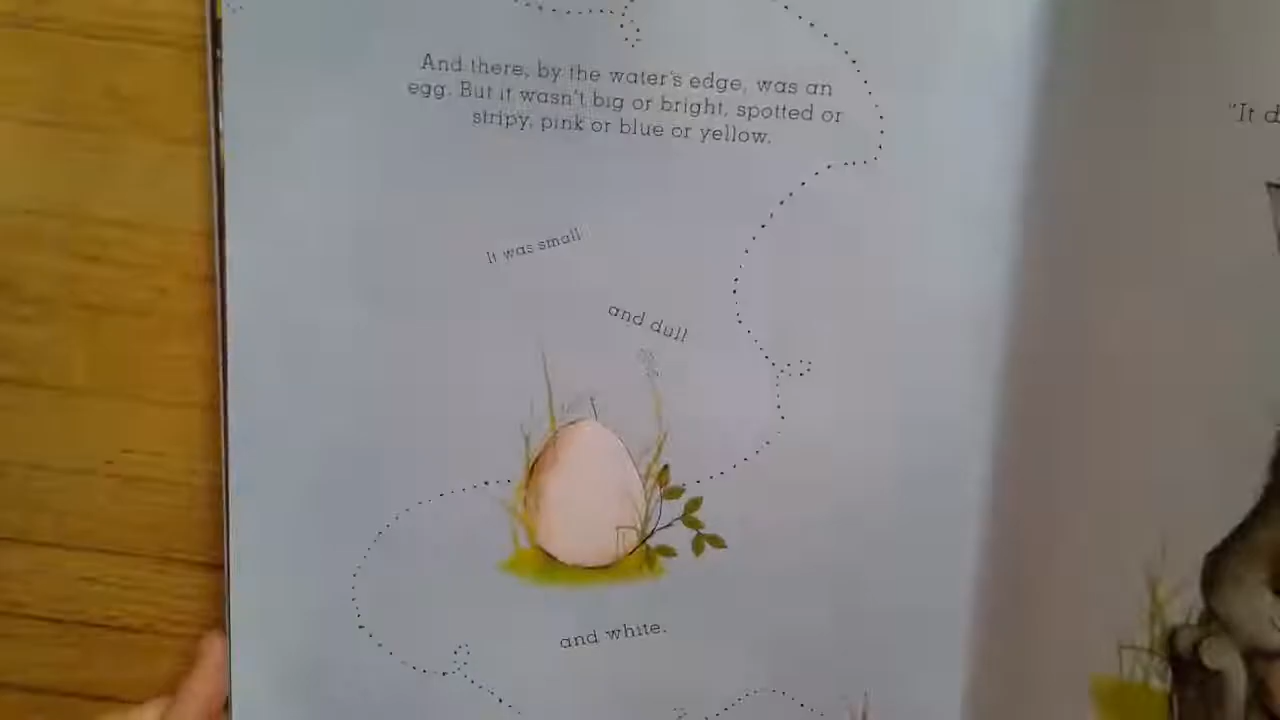 And there, by the water's edge, was an
egg. But it wasn't big or bright, spotted or
stripy, pink or blue or yellow.
It was small
and dull
and white.
"It